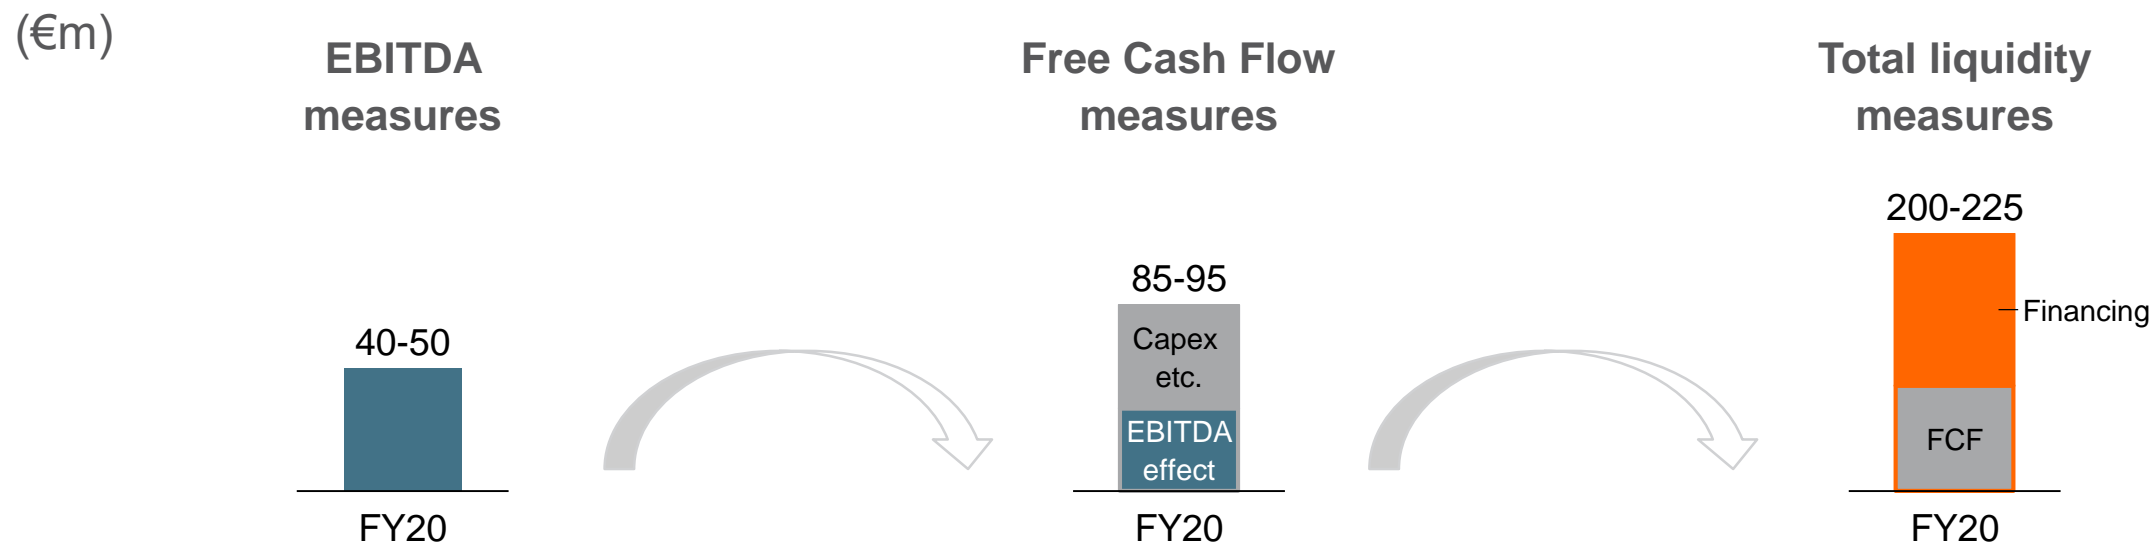 (€m)
EBITDA
measures
Free Cash Flow
measures
Total liquidity
measures
40-50
FY20
85-95
Capex
etc.
EBITDA
effect
FY20
200-225
Financing
FCF
FY20